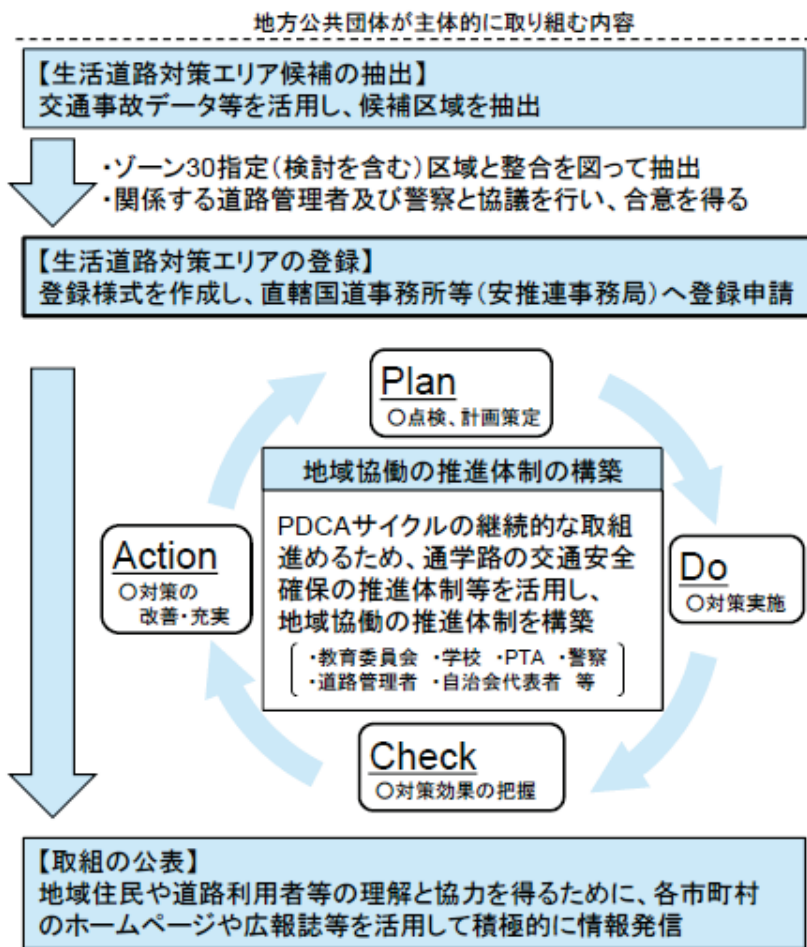 地方公共団体が主体的に取り組む内容
【生活道路対策エリア候補の抽出】
交通事故データ等を活用し、候補区域を抽出
・ゾーン30指定(検討を含む)区域と整合を図って抽出
・関係する道路管理者及び警察と協議を行い、合意を得る
【生活道路対策エリアの登録】
登録様式を作成し、直轄国道事務所等(安推連事務局)へ登録申請
Plan
○点検、計画策定
地域協働の推進体制の構築
PDCAサイクルの継続的な取組
進めるため、通学路の交通安全
確保の推進体制等を活用し、
地域協働の推進体制を構築
・教育委員会 ・学校 ・PTA ・警察
・道路管理者 ・自治会代表者 等
Action
○対策の
改善・充実
Do
○対策実施
Check
○対策効果の把握
【取組の公表】
地域住民や道路利用者等の理解と協力を得るために、各市町村
のホームページや広報誌等を活用して積極的に情報発信